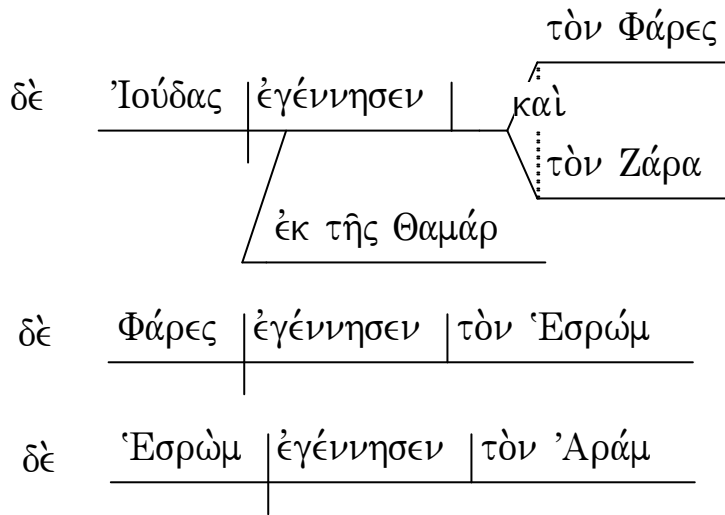 τὸν Φάρες
δὲ Ἰούδας ἐγέννησεν καὶ
τὸν Ζάρα
ἐκ τῆς Θαμάρ
δὲ Φάρες ἐγέννησεν τὸν Ἑσρώμ
δὲ Ἑσρὼμ ἐγέννησεν τὸν Ἀράμ